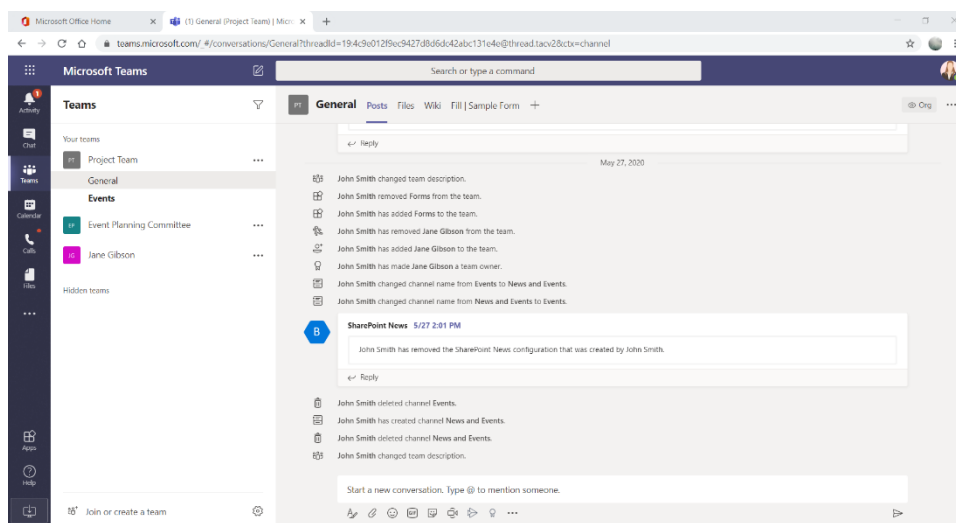 Microsoft Office Home
(1) General (Project Team) | Micro
teams.microsoft.com/_#/conversations/General?threadId=19:4c9e012f9ec9427d8d6dc42abc131e4e@thread.tacv2&ctx=channel
Microsoft Teams
Search or type a command
Activity
1
Chat
Teams
Calendar
Calls
Files
Apps
Help
Teams
Your teams
PT Project Team
General
Events
EP Event Planning Committee
JG Jane Gibson
Hidden teams
Join or create a team
PT General Posts Files Wiki Fill | Sample Form
Org
Reply
May 27, 2020
John Smith changed team description.
John Smith removed Forms from the team.
John Smith has added Forms to the team.
John Smith has removed Jane Gibson from the team.
John Smith has added Jane Gibson to the team.
John Smith has made Jane Gibson a team owner.
John Smith changed channel name from Events to News and Events.
John Smith changed channel name from News and Events to Events.
B
SharePoint News 5/27 2:01 PM
John Smith has removed the SharePoint News configuration that was created by John Smith.
Reply
John Smith deleted channel Events.
John Smith has created channel News and Events.
John Smith deleted channel News and Events.
John Smith changed team description.
Start a new conversation. Type @ to mention someone.
GIF